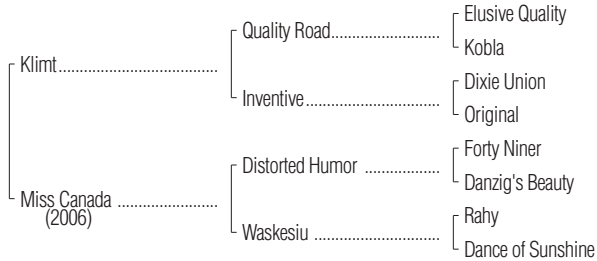 Elusive Quality
Quality Road
Kobla
Klimt
Dixie Union
Inventive
Original
Forty Niner
Distorted Humor
Danzig's Beauty
Miss Canada
(2006)
Rahy
Waskesiu
Dance of Sunshine